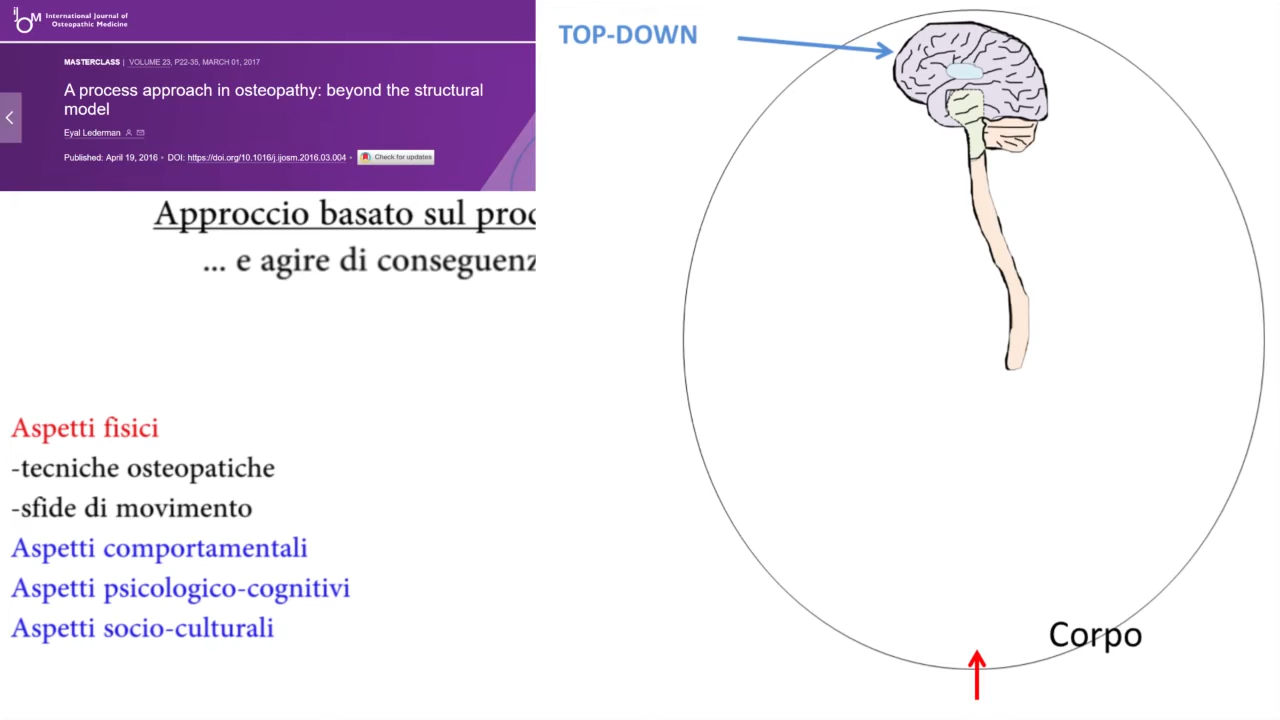 iJOM International Journal of
Osteopathic Medicine
MASTERCLASS | VOLUME 23, P22-35, MARCH 01, 2017
A process approach in osteopathy: beyond the structural
model
Eyal Lederman
Published: April 19, 2016 • DOI: https://doi.org/10.1016/j.ijosm.2016.03.004 • Check for updates
Approccio basato sul proc
... e agire di conseguenz
Aspetti fisici
-tecniche osteopatiche
-sfide di movimento
Aspetti comportamentali
Aspetti psicologico-cognitivi
Aspetti socio-culturali
TOP-DOWN
Corpo